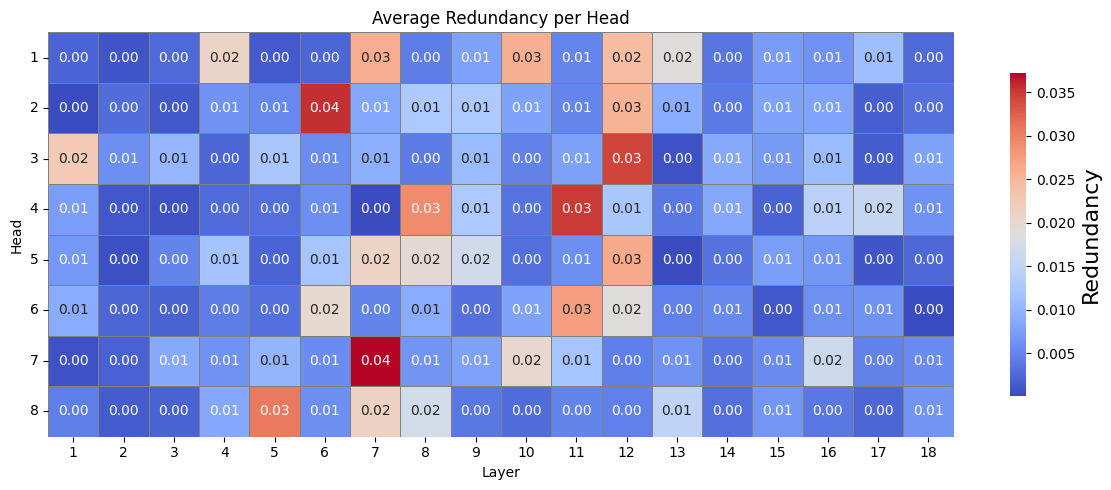 Average Redundancy per Head
1 0.00 0.00 0.00 0.02 0.00 0.00 0.03 0.00 0.01 0.03 0.01 0.02 0.02 0.00 0.01 0.01 0.01 0.00
2 0.00 0.00 0.00 0.01 0.01 0.04 0.01 0.01 0.01 0.01 0.01 0.03 0.01 0.00 0.01 0.01 0.00 0.00
3 0.02 0.01 0.01 0.00 0.01 0.01 0.01 0.00 0.01 0.00 0.01 0.03 0.00 0.01 0.01 0.01 0.00 0.01
4 0.01 0.00 0.00 0.00 0.00 0.01 0.00 0.03 0.01 0.00 0.03 0.01 0.00 0.01 0.00 0.01 0.02 0.01
5 0.01 0.00 0.00 0.01 0.00 0.01 0.02 0.02 0.02 0.00 0.01 0.03 0.00 0.00 0.01 0.01 0.00 0.00
6 0.01 0.00 0.00 0.00 0.00 0.02 0.00 0.01 0.00 0.01 0.03 0.02 0.00 0.01 0.00 0.01 0.01 0.00
7 0.00 0.00 0.01 0.01 0.01 0.01 0.04 0.01 0.01 0.02 0.01 0.00 0.01 0.00 0.01 0.02 0.00 0.01
8 0.00 0.00 0.00 0.01 0.03 0.01 0.02 0.02 0.00 0.00 0.00 0.00 0.01 0.00 0.01 0.00 0.00 0.01
1 2 3 4 5 6 7 8 9 10 11 12 13 14 15 16 17 18
Layer
Head
0.035
0.030
0.025
0.020
0.015
0.010
0.005
Redundancy